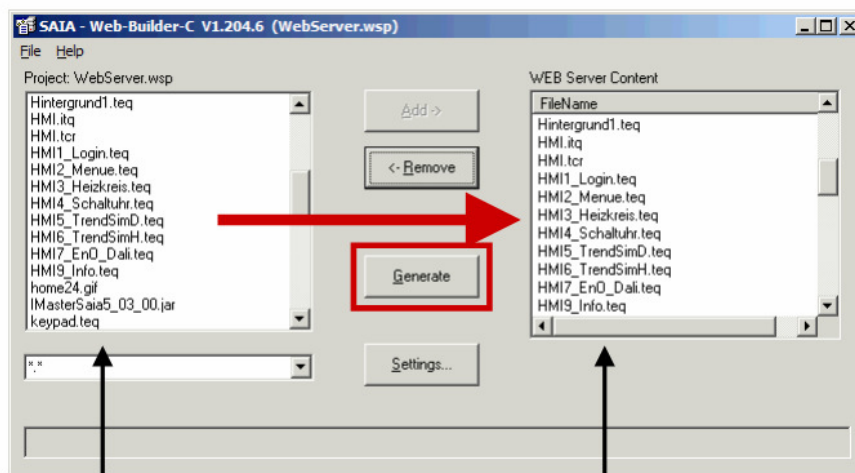 SAIA - Web-Builder-C V1.204.6 (WebServer.wsp)
File Help
Project: WebServer.wsp
Hintergrund1.teq
HMI.itq
HMI.tcr
HMI1_Login.teq
HMI2_Menue.teq
HMI3_Heizkreis.teq
HMI4_Schaltuhr.teq
HMI5_TrendSimD.teq
HMI6_TrendSimH.teq
HMI7_EnO_Dali.teq
HMI9_Info.teq
home24.gif
IMasterSaia5_03_00.jar
keypad.teq
*.*
Add ->
<- Remove
Generate
Settings...
WEB Server Content
FileName
Hintergrund1.teq
HMI.itq
HMI.tcr
HMI1_Login.teq
HMI2_Menue.teq
HMI3_Heizkreis.teq
HMI4_Schaltuhr.teq
HMI5_TrendSimD.teq
HMI6_TrendSimH.teq
HMI7_EnO_Dali.teq
HMI9_Info.teq